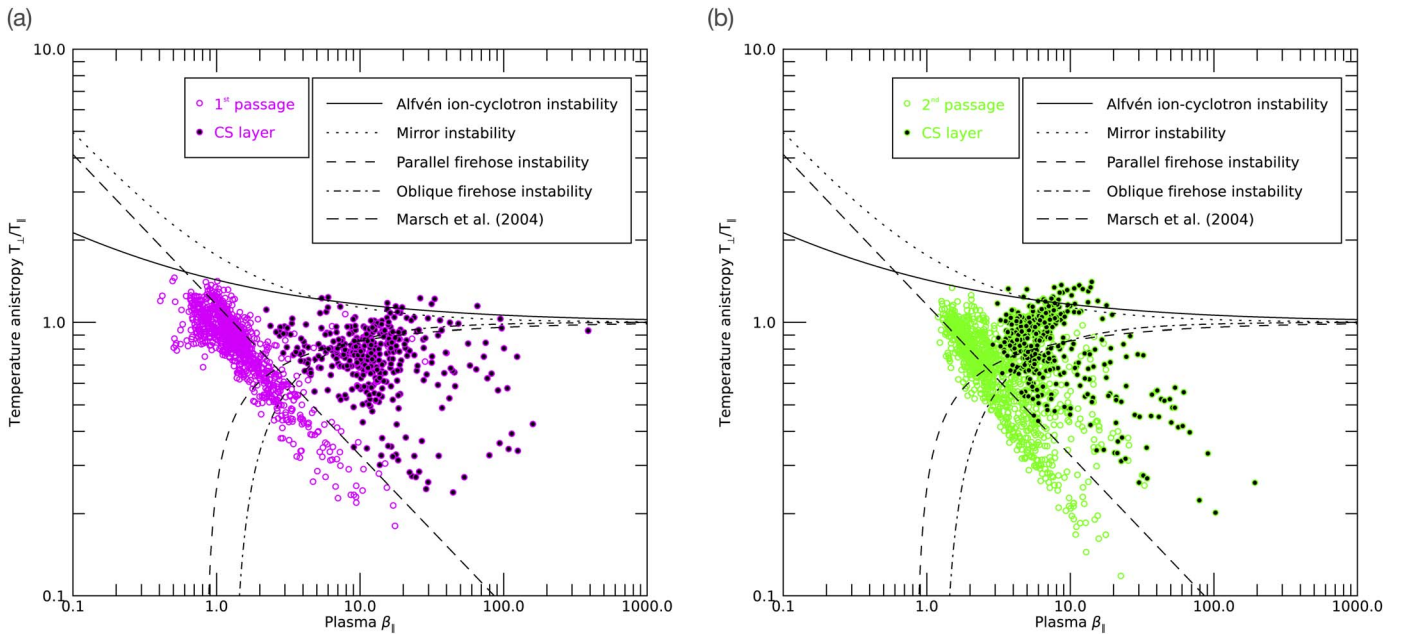 (a)
10.0
1.0
0.1
Temperature anistropy T⊥/T∥
1st passage
CS layer
Alfvén ion-cyclotron instability
Mirror instability
Parallel firehose instability
Oblique firehose instability
Marsch et al. (2004)
0.1
1.0
10.0
100.0
1000.0
Plasma β∥
(b)
10.0
1.0
0.1
Temperature anistropy T⊥/T∥
2nd passage
CS layer
Alfvén ion-cyclotron instability
Mirror instability
Parallel firehose instability
Oblique firehose instability
Marsch et al. (2004)
0.1
1.0
10.0
100.0
1000.0
Plasma β∥